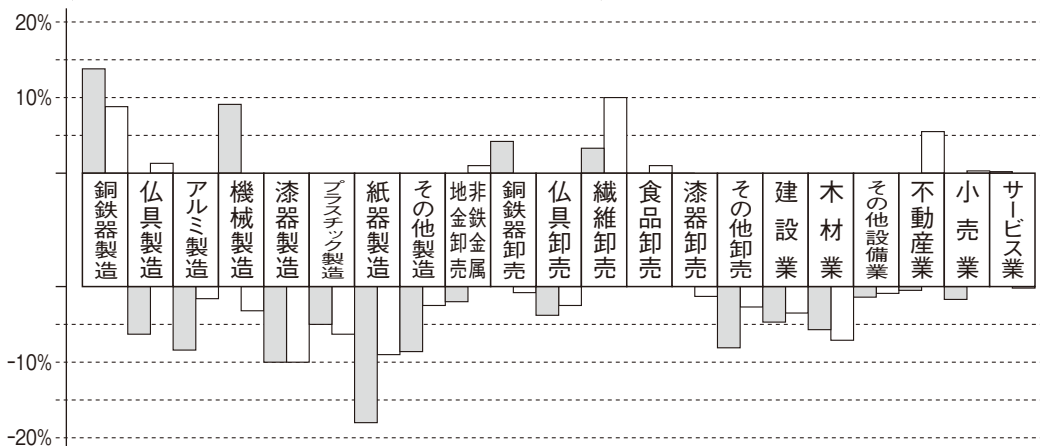 20%
10%
銅鉄器製造
仏具製造
アルミ製造
機械製造
漆器製造
プラスチック製造
紙器製造
その他製造
非鉄金属
地金卸売
銅鉄器卸売
仏具卸売
繊維卸売
食品卸売
漆器卸売
その他卸売
建設業
木材業
その他設備業
不動産業
小売業
サービス業
-10%
-20%